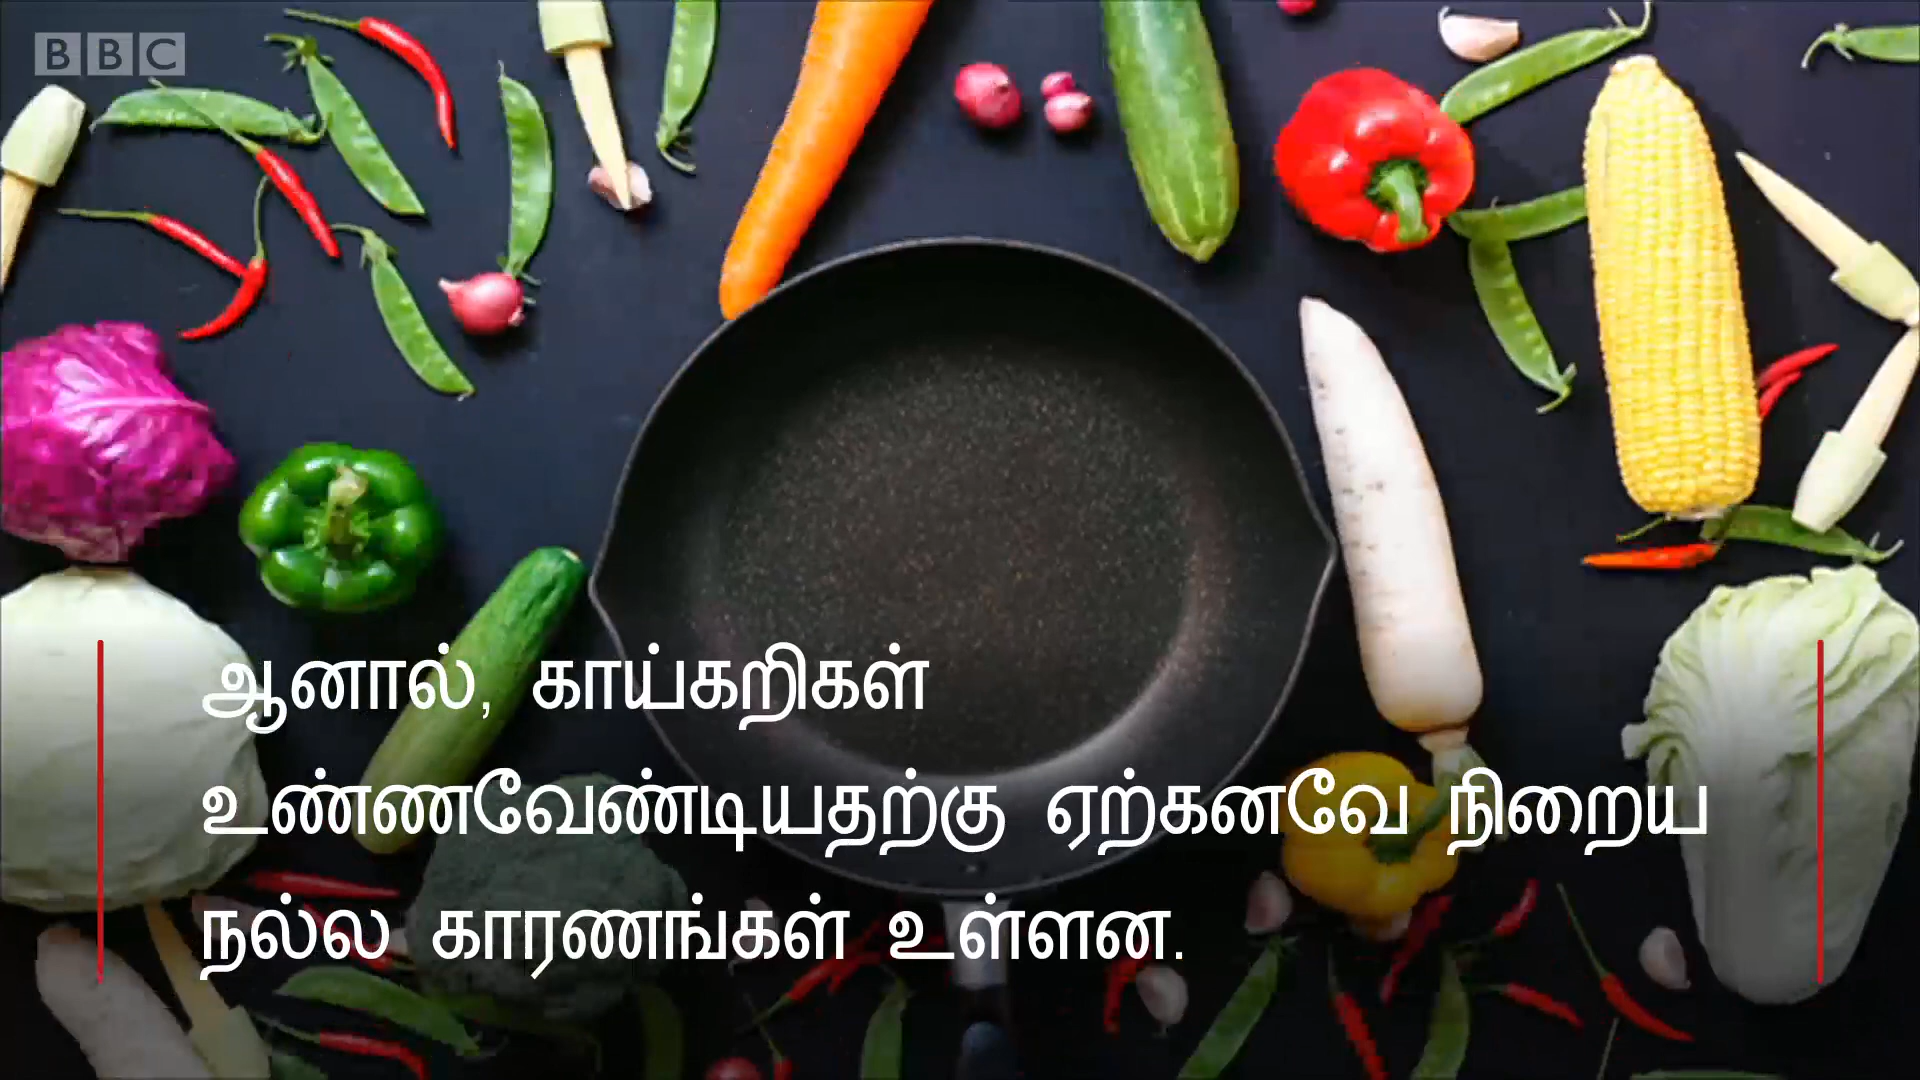 BBC
ஆனால், காய்கறிகள்
உண்ணவேண்டியதற்கு ஏற்கனவே நிறைய
நல்ல காரணங்கள் உள்ளன.